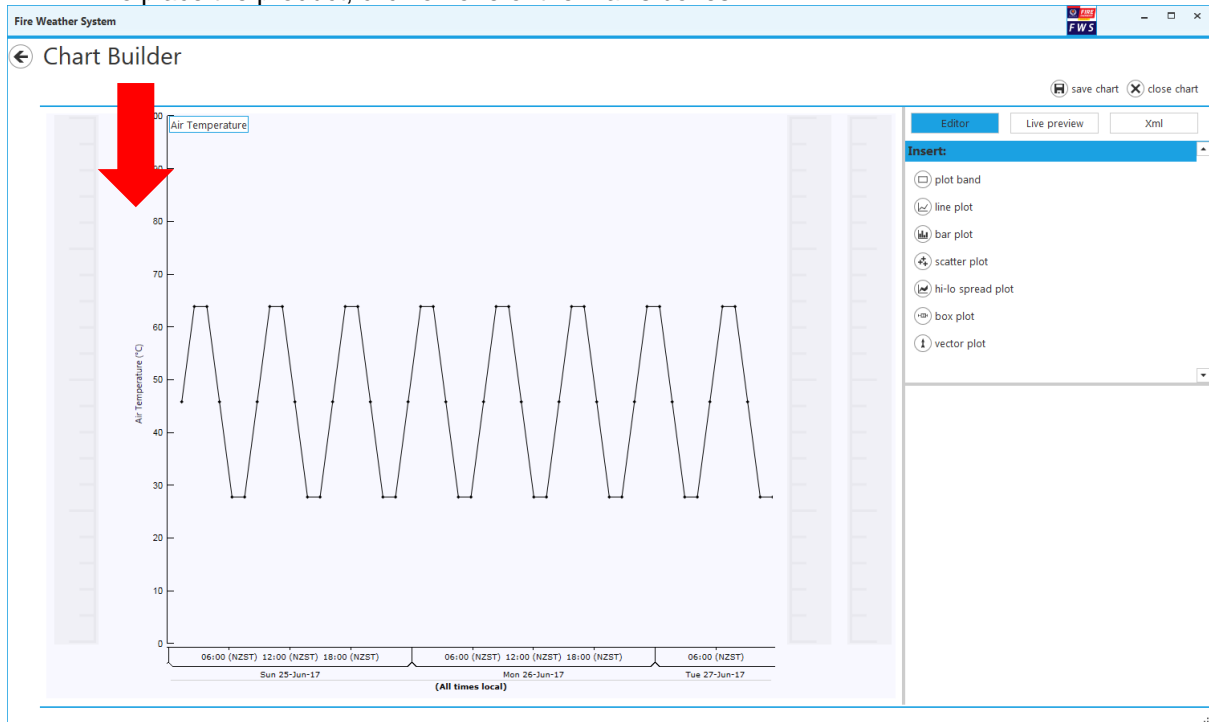 Fire Weather System
FIRE
FWS
Chart Builder
save chart
close chart
Air Temperature
80
70
60
50
40
30
20
10
0
Air Temperature (°C)
06:00 (NZST) 12:00 (NZST) 18:00 (NZST)
06:00 (NZST) 12:00 (NZST) 18:00 (NZST)
06:00 (NZST)
Sun 25-Jun-17
Mon 26-Jun-17
Tue 27-Jun-17
(All times local)
Editor
Live preview
Xml
Insert:
plot band
line plot
bar plot
scatter plot
hi-lo spread plot
box plot
vector plot